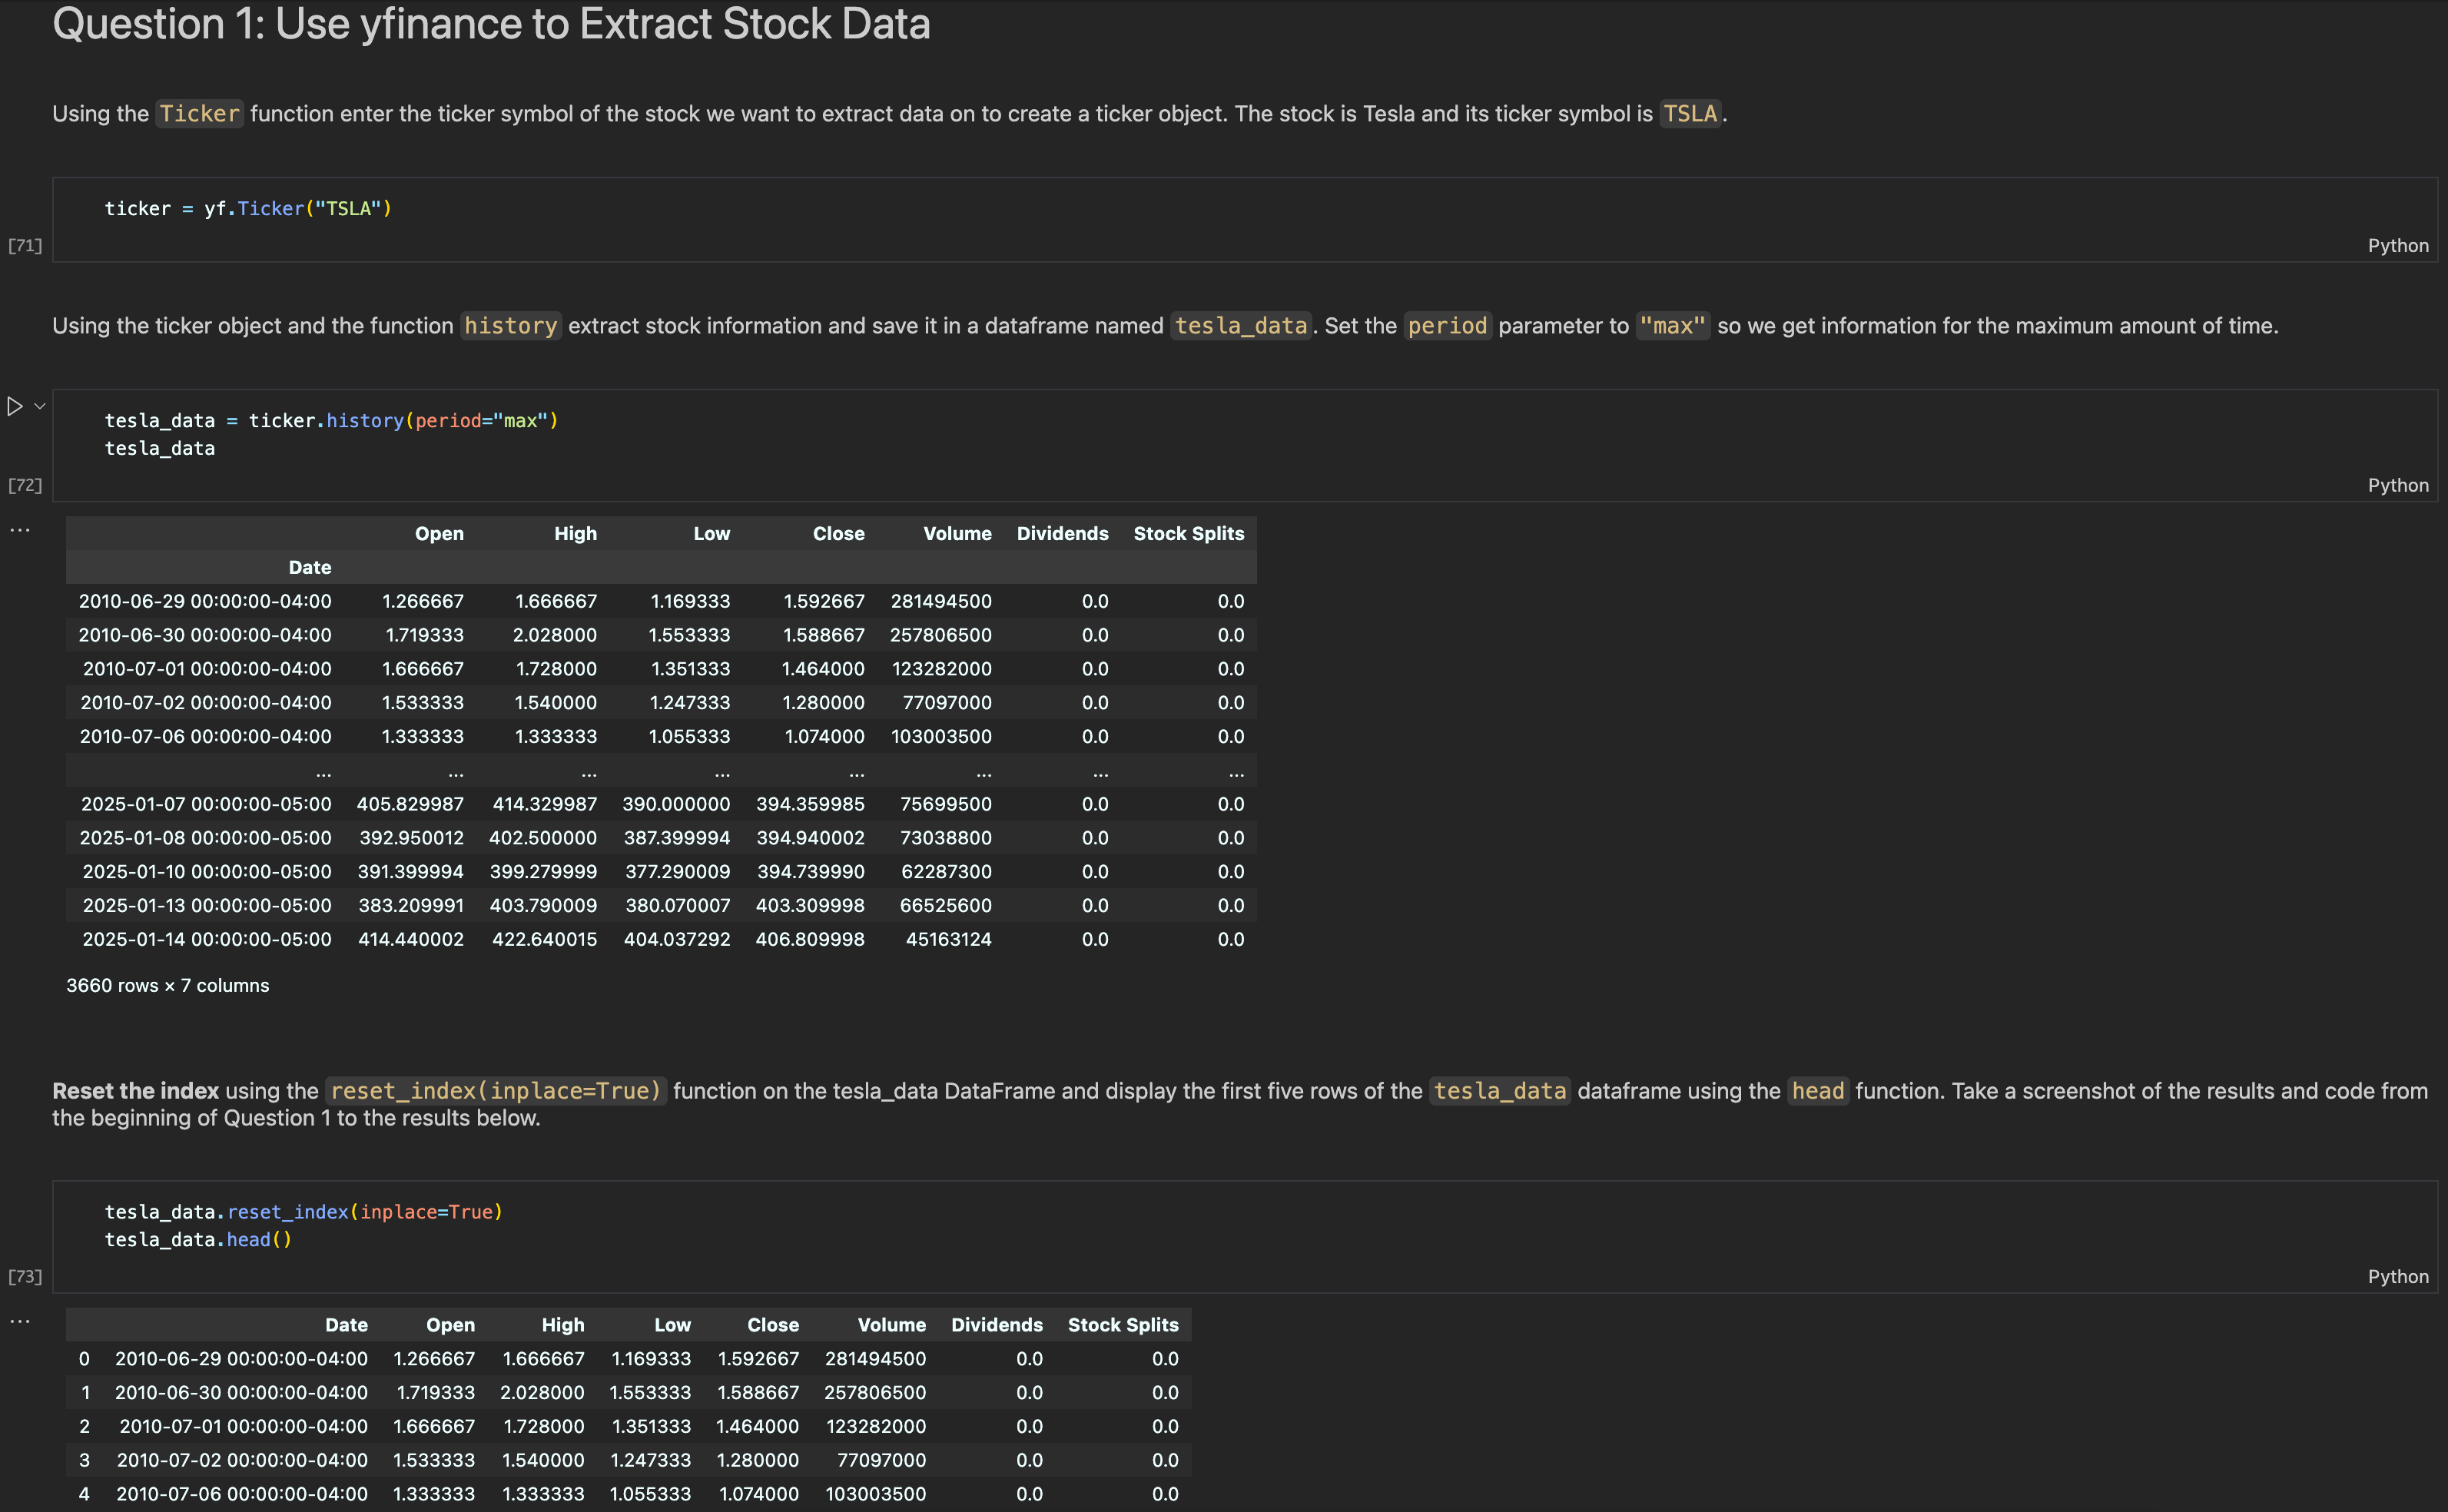 Question 1: Use yfinance to Extract Stock Data
Using the Ticker function enter the ticker symbol of the stock we want to extract data on to create a ticker object. The stock is Tesla and its ticker symbol is TSLA.
ticker = yf.Ticker("TSLA")
[71]
Python
Using the ticker object and the function history extract stock information and save it in a dataframe named tesla_data. Set the period parameter to "max" so we get information for the maximum amount of time.
tesla_data = ticker.history(period="max")
tesla_data
[72]
Python
...
Open High Low Close Volume Dividends Stock Splits
Date
2010-06-29 00:00:00-04:00 1.266667 1.666667 1.169333 1.592667 281494500 0.0 0.0
2010-06-30 00:00:00-04:00 1.719333 2.028000 1.553333 1.588667 257806500 0.0 0.0
2010-07-01 00:00:00-04:00 1.666667 1.728000 1.351333 1.464000 123282000 0.0 0.0
2010-07-02 00:00:00-04:00 1.533333 1.540000 1.247333 1.280000 77097000 0.0 0.0
2010-07-06 00:00:00-04:00 1.333333 1.333333 1.055333 1.074000 103003500 0.0 0.0
... ... ... ... ... ... ... ...
2025-01-07 00:00:00-05:00 405.829987 414.329987 390.000000 394.359985 75699500 0.0 0.0
2025-01-08 00:00:00-05:00 392.950012 402.500000 387.399994 394.940002 73038800 0.0 0.0
2025-01-10 00:00:00-05:00 391.399994 399.279999 377.290009 394.739990 62287300 0.0 0.0
2025-01-13 00:00:00-05:00 383.209991 403.790009 380.070007 403.309998 66525600 0.0 0.0
2025-01-14 00:00:00-05:00 414.440002 422.640015 404.037292 406.809998 45163124 0.0 0.0
3660 rows × 7 columns
Reset the index using the reset_index(inplace=True) function on the tesla_data DataFrame and display the first five rows of the tesla_data dataframe using the head function. Take a screenshot of the results and code from
the beginning of Question 1 to the results below.
tesla_data.reset_index(inplace=True)
tesla_data.head()
[73]
Python
...
Date Open High Low Close Volume Dividends Stock Splits
0 2010-06-29 00:00:00-04:00 1.266667 1.666667 1.169333 1.592667 281494500 0.0 0.0
1 2010-06-30 00:00:00-04:00 1.719333 2.028000 1.553333 1.588667 257806500 0.0 0.0
2 2010-07-01 00:00:00-04:00 1.666667 1.728000 1.351333 1.464000 123282000 0.0 0.0
3 2010-07-02 00:00:00-04:00 1.533333 1.540000 1.247333 1.280000 77097000 0.0 0.0
4 2010-07-06 00:00:00-04:00 1.333333 1.333333 1.055333 1.074000 103003500 0.0 0.0